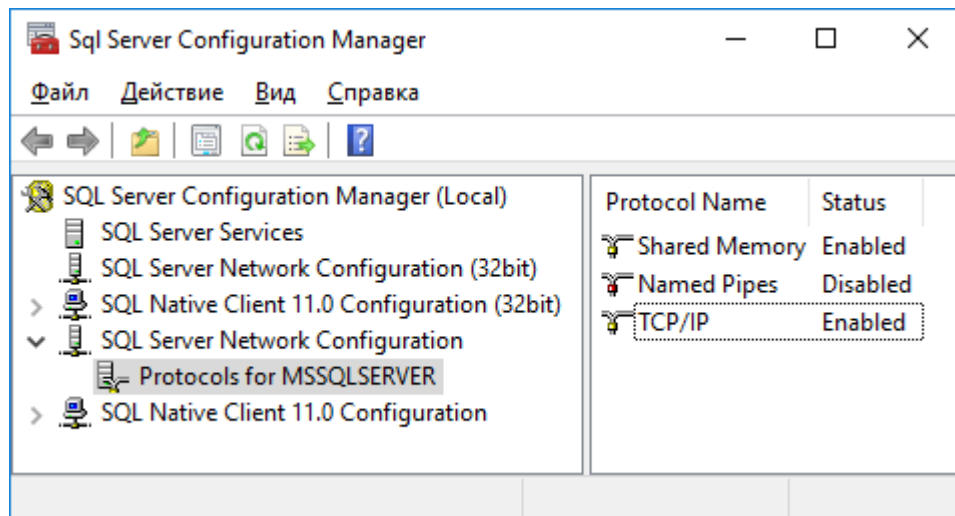 Sql Server Configuration Manager
Файл Действие Вид Справка
SQL Server Configuration Manager (Local)
SQL Server Services
SQL Server Network Configuration (32bit)
SQL Native Client 11.0 Configuration (32bit)
SQL Server Network Configuration
Protocols for MSSQLSERVER
SQL Native Client 11.0 Configuration
Protocol Name Status
Shared Memory Enabled
Named Pipes Disabled
TCP/IP Enabled